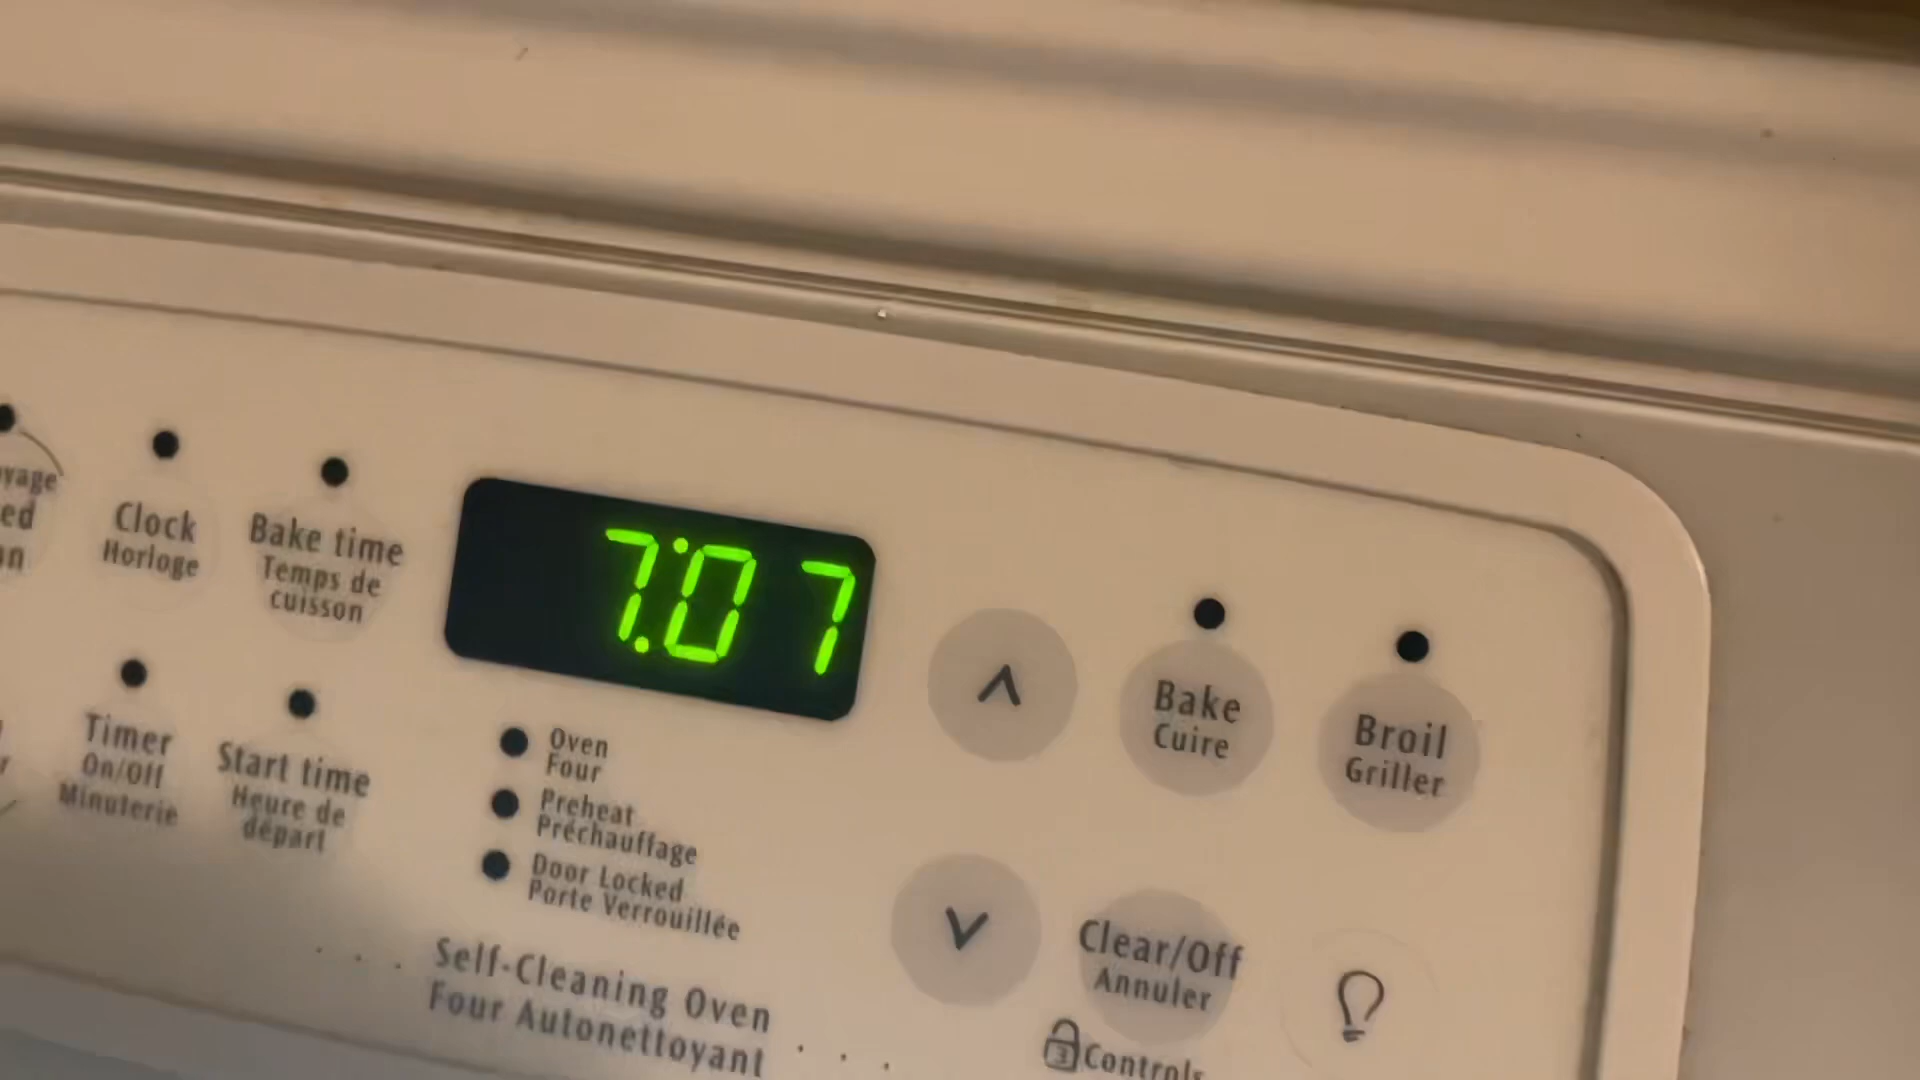 Clock
Horloge
Bake time
Temps de
cuisson
7:07
Timer
On/Off
Minuterie
Start time
Heure de
départ
Oven
Four
Preheat
Préchauffage
Door Locked
Porte Verrouillée
Self-Cleaning Oven
Four Autonettoyant
Bake
Cuire
Broil
Griller
Clear/Off
Annuler
3
Controls